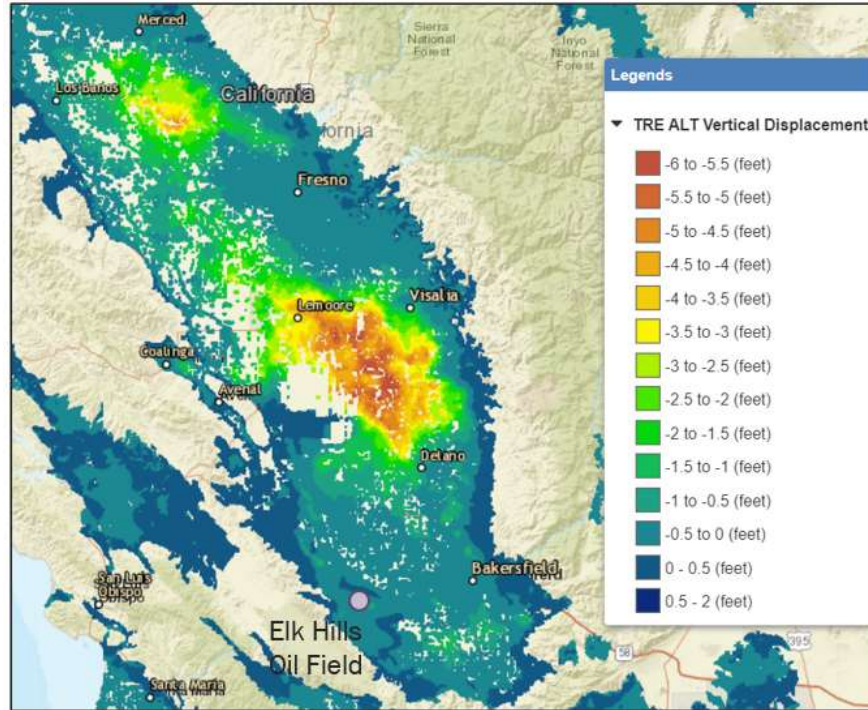 Merced
Sierra
National
Forest
Inyo
National
Forest
Legends
Los Banos
California
ifornia
TRE ALT Vertical Displacement
-6 to -5.5 (feet)
-5.5 to -5 (feet)
-5 to -4.5 (feet)
-4.5 to -4 (feet)
-4 to -3.5 (feet)
-3.5 to -3 (feet)
-3 to -2.5 (feet)
-2.5 to -2 (feet)
-2 to -1.5 (feet)
-1.5 to -1 (feet)
-1 to -0.5 (feet)
-0.5 to 0 (feet)
0 - 0.5 (feet)
0.5 - 2 (feet)
Fresno
Visalia
Lemoore
Coalinga
Avenal
Delano
Bakersfield
San Luis
Obispo
Elk Hills
Oil Field
58
395
Santa Maria